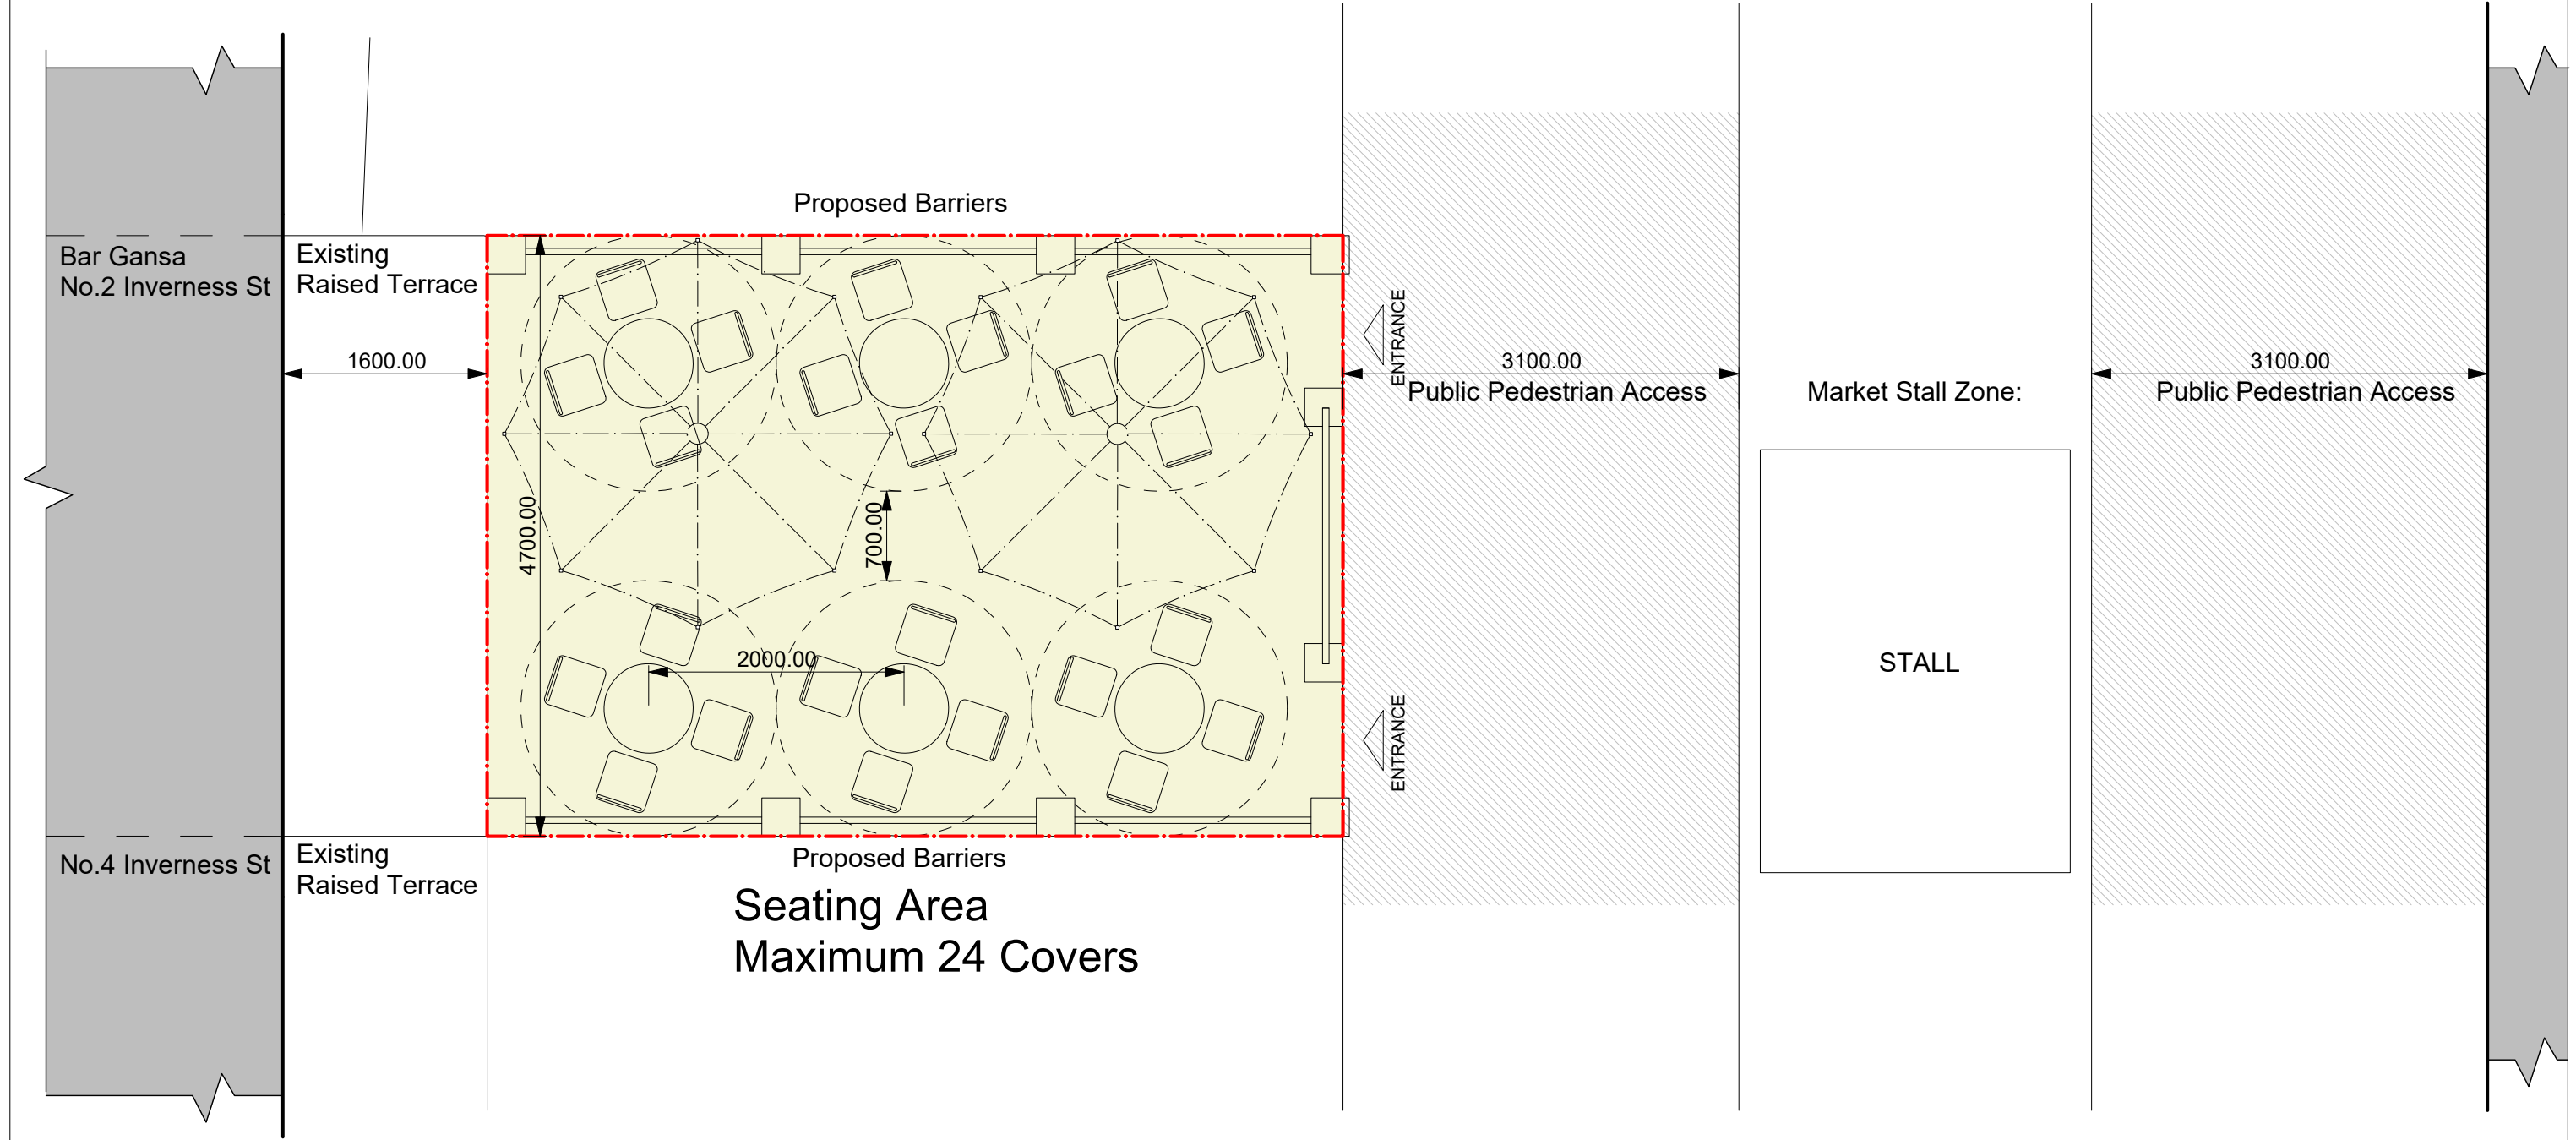 Proposed Barriers
Bar Gansa
No.2 Inverness St
Existing
Raised Terrace
1600.00
4700.00
700.00
2000.00
ENTRANCE
3100.00
Public Pedestrian Access
Market Stall Zone:
3100.00
Public Pedestrian Access
STALL
ENTRANCE
No.4 Inverness St
Existing
Raised Terrace
Proposed Barriers
Seating Area
Maximum 24 Covers